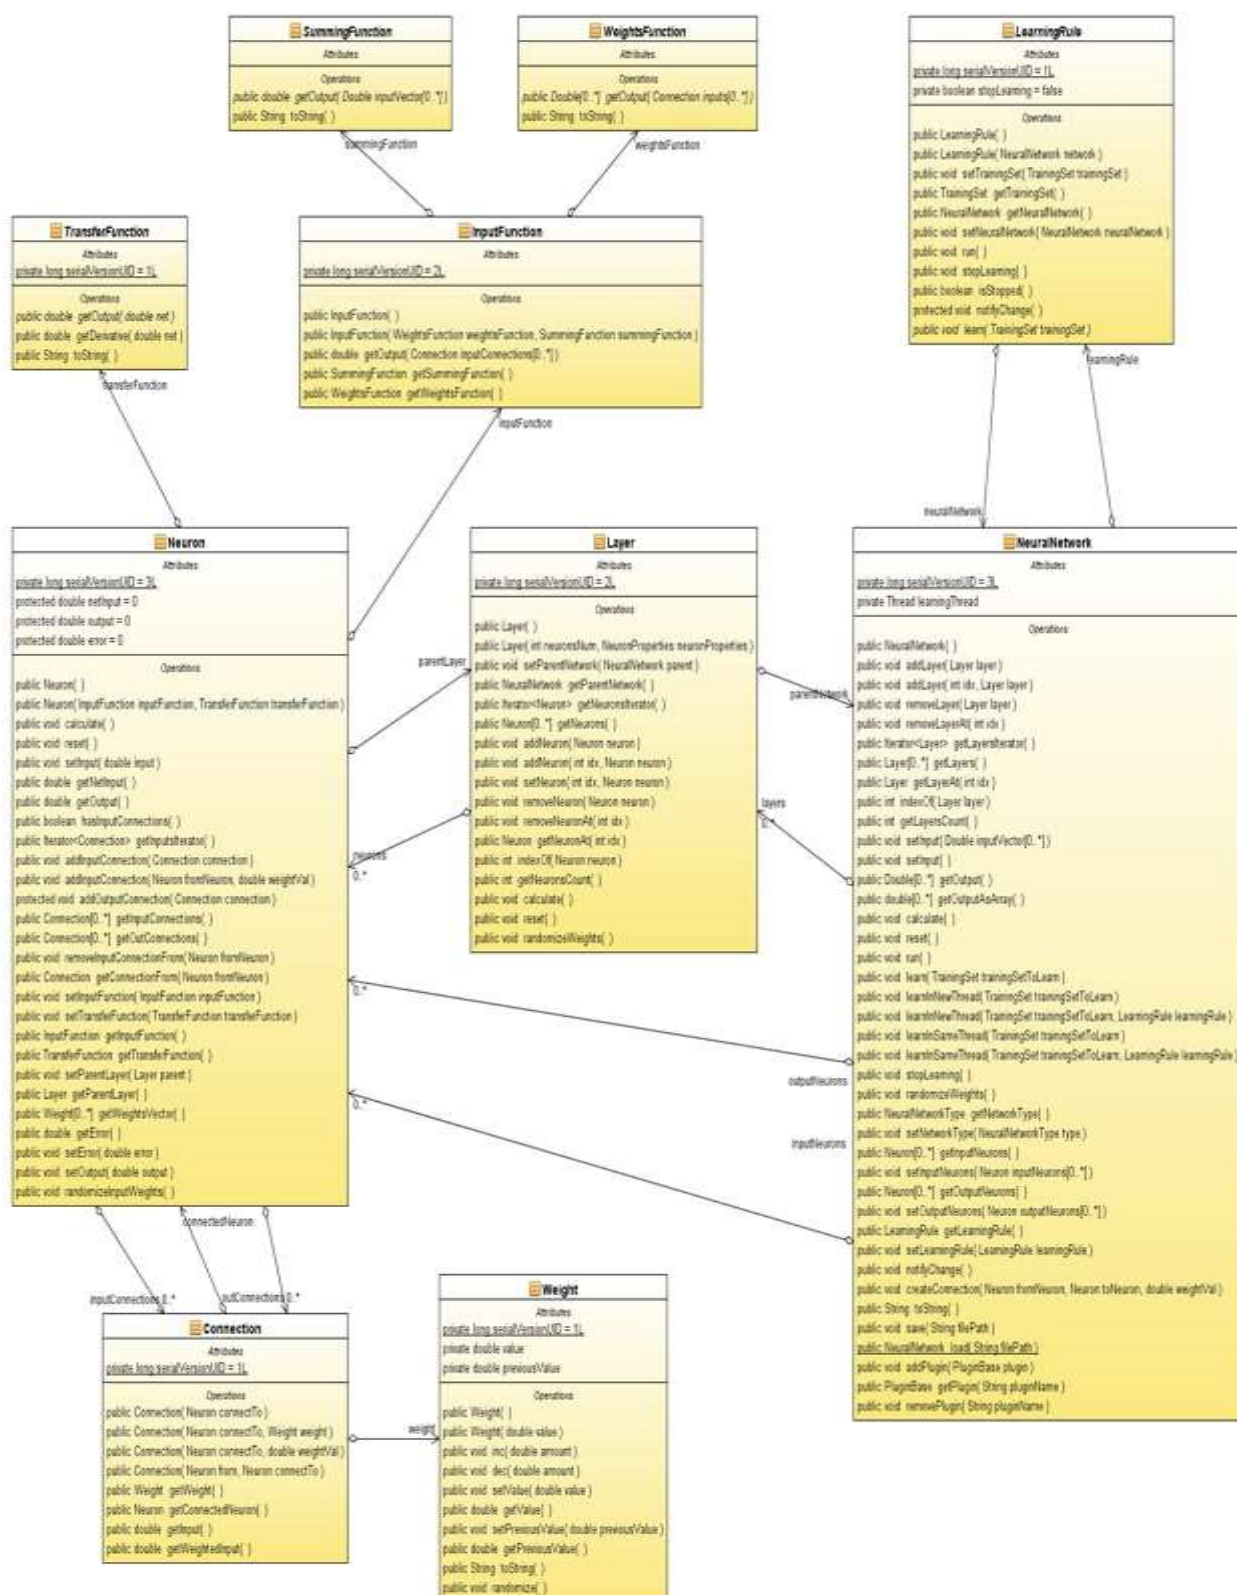 SummingFunction
Attributes
Operations
public double getOutput( Double inputVector[0..*] )
public String toString( )
WeightsFunction
Attributes
Operations
public Double[0..*] getOutput( Connection inputs[0..*] )
public String toString( )
LearningRule
Attributes
private long serialVersionUID = 1L
private boolean stopLearning = false
Operations
public LearningRule( )
public LearningRule( NeuralNetwork network )
public void setTrainingSet( TrainingSet trainingSet )
public TrainingSet getTrainingSet( )
public NeuralNetwork getNeuralNetwork( )
public void setNeuralNetwork( NeuralNetwork neuralNetwork )
public void run( )
public void stopLearning( )
public boolean isStopped( )
protected void notifyChange( )
public void learn( TrainingSet trainingSet )
summingFunction
weightsFunction
TransferFunction
Attributes
private long serialVersionUID = 1L
Operations
public double getOutput( double net )
public double getDerivative( double net )
public String toString( )
InputFunction
Attributes
private long serialVersionUID = 2L
Operations
public InputFunction( )
public InputFunction( WeightsFunction weightsFunction, SummingFunction summingFunction )
public double getOutput( Connection inputConnections[0..*] )
public SummingFunction getSummingFunction( )
public WeightsFunction getWeightsFunction( )
transferFunction
inputFunction
learningRule
neuralNetwork
Neuron
Attributes
private long serialVersionUID = 3L
protected double netInput = 0
protected double output = 0
protected double error = 0
Operations
public Neuron( )
public Neuron( InputFunction inputFunction, TransferFunction transferFunction )
public void calculate( )
public void reset( )
public void setInput( double input )
public double getNetInput( )
public double getOutput( )
public boolean hasInputConnections( )
public Iterator<Connection> getInputsIterator( )
public void addInputConnection( Connection connection )
public void addInputConnection( Neuron fromNeuron, double weightVal )
protected void addOutputConnection( Connection connection )
public Connection[0..*] getInputConnections( )
public Connection[0..*] getOutConnections( )
public void removeInputConnectionFrom( Neuron fromNeuron )
public Connection getConnectionFrom( Neuron fromNeuron )
public void setInputFunction( InputFunction inputFunction )
public void setTransferFunction( TransferFunction transferFunction )
public InputFunction getInputFunction( )
public TransferFunction getTransferFunction( )
public void setParentLayer( Layer parent )
public Layer getParentLayer( )
public Weight[0..*] getWeightsVector( )
public double getError( )
public void setError( double error )
public void setOutput( double output )
public void randomizeInputWeights( )
parentLayer
neurons
0..*
Layer
Attributes
private long serialVersionUID = 2L
Operations
public Layer( )
public Layer( int neuronsNum, NeuronProperties neuronProperties )
public void setParentNetwork( NeuralNetwork parent )
public NeuralNetwork getParentNetwork( )
public Iterator<Neuron> getNeuronsIterator( )
public Neuron[0..*] getNeurons( )
public void addNeuron( Neuron neuron )
public void addNeuron( int idx, Neuron neuron )
public void setNeuron( int idx, Neuron neuron )
public void removeNeuron( Neuron neuron )
public void removeNeuronAt( int idx )
public Neuron getNeuronAt( int idx )
public int indexOf( Neuron neuron )
public int getNeuronsCount( )
public void calculate( )
public void reset( )
public void randomizeWeights( )
parentNetwork
layers
0..*
0..*
outputNeurons
0..*
inputNeurons
NeuralNetwork
Attributes
private long serialVersionUID = 3L
private Thread learningThread
Operations
public NeuralNetwork( )
public void addLayer( Layer layer )
public void addLayer( int idx, Layer layer )
public void removeLayer( Layer layer )
public void removeLayerAt( int idx )
public Iterator<Layer> getLayersIterator( )
public Layer[0..*] getLayers( )
public Layer getLayerAt( int idx )
public int indexOf( Layer layer )
public int getLayersCount( )
public void setInput( Double inputVector[0..*] )
public void setInput( )
public Double[0..*] getOutput( )
public double[0..*] getOutputAsArray( )
public void calculate( )
public void reset( )
public void run( )
public void learn( TrainingSet trainingSetToLearn )
public void learnInNewThread( TrainingSet trainingSetToLearn )
public void learnInNewThread( TrainingSet trainingSetToLearn, LearningRule learningRule )
public void learnInSameThread( TrainingSet trainingSetToLearn )
public void learnInSameThread( TrainingSet trainingSetToLearn, LearningRule learningRule )
public void stopLearning( )
public void randomizeWeights( )
public NeuralNetworkType getNetworkType( )
public void setNetworkType( NeuralNetworkType type )
public Neuron[0..*] getInputNeurons( )
public void setInputNeurons( Neuron inputNeurons[0..*] )
public Neuron[0..*] getOutputNeurons( )
public void setOutputNeurons( Neuron outputNeurons[0..*] )
public LearningRule getLearningRule( )
public void setLearningRule( LearningRule learningRule )
public void notifyChange( )
public void createConnection( Neuron fromNeuron, Neuron toNeuron, double weightVal )
public String toString( )
public void save( String filePath )
public NeuralNetwork load( String filePath )
public void addPlugin( PluginBase plugin )
public PluginBase getPlugin( String pluginName )
public void removePlugin( String pluginName )
connectedNeuron
inputConnections 0..*
outConnections 0..*
Connection
Attributes
private long serialVersionUID = 1L
Operations
public Connection( Neuron connectTo )
public Connection( Neuron connectTo, Weight weight )
public Connection( Neuron connectTo, double weightVal )
public Connection( Neuron from, Neuron connectTo )
public Weight getWeight( )
public Neuron getConnectedNeuron( )
public double getInput( )
public double getWeightedInput( )
weight
Weight
Attributes
private long serialVersionUID = 1L
private double value
private double previousValue
Operations
public Weight( )
public Weight( double value )
public void inc( double amount )
public void dec( double amount )
public void setValue( double value )
public double getValue( )
public void setPreviousValue( double previousValue )
public double getPreviousValue( )
public String toString( )
public void randomize( )